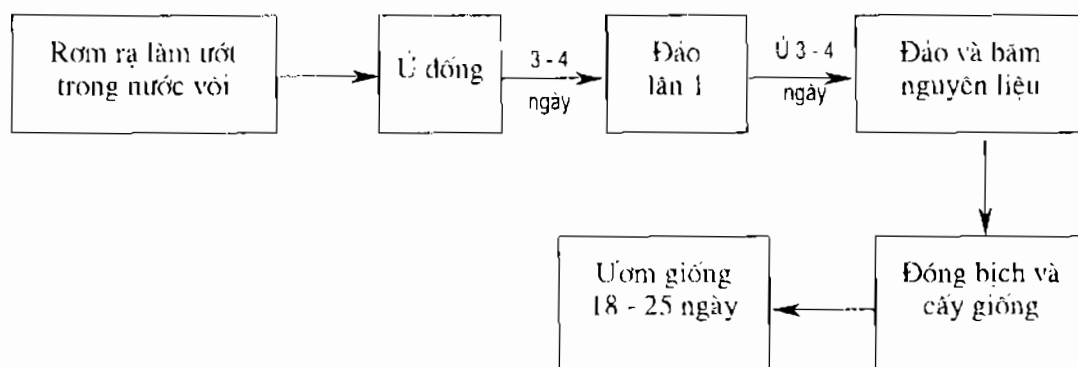 Rơm rạ làm ướt
trong nước vôi
Ủ đống
3 - 4
ngày
Đảo
lần 1
Ủ 3 - 4
ngày
Đảo và băm
nguyên liệu
Đóng bịch và
cấy giống
Ươm giống
18 - 25 ngày